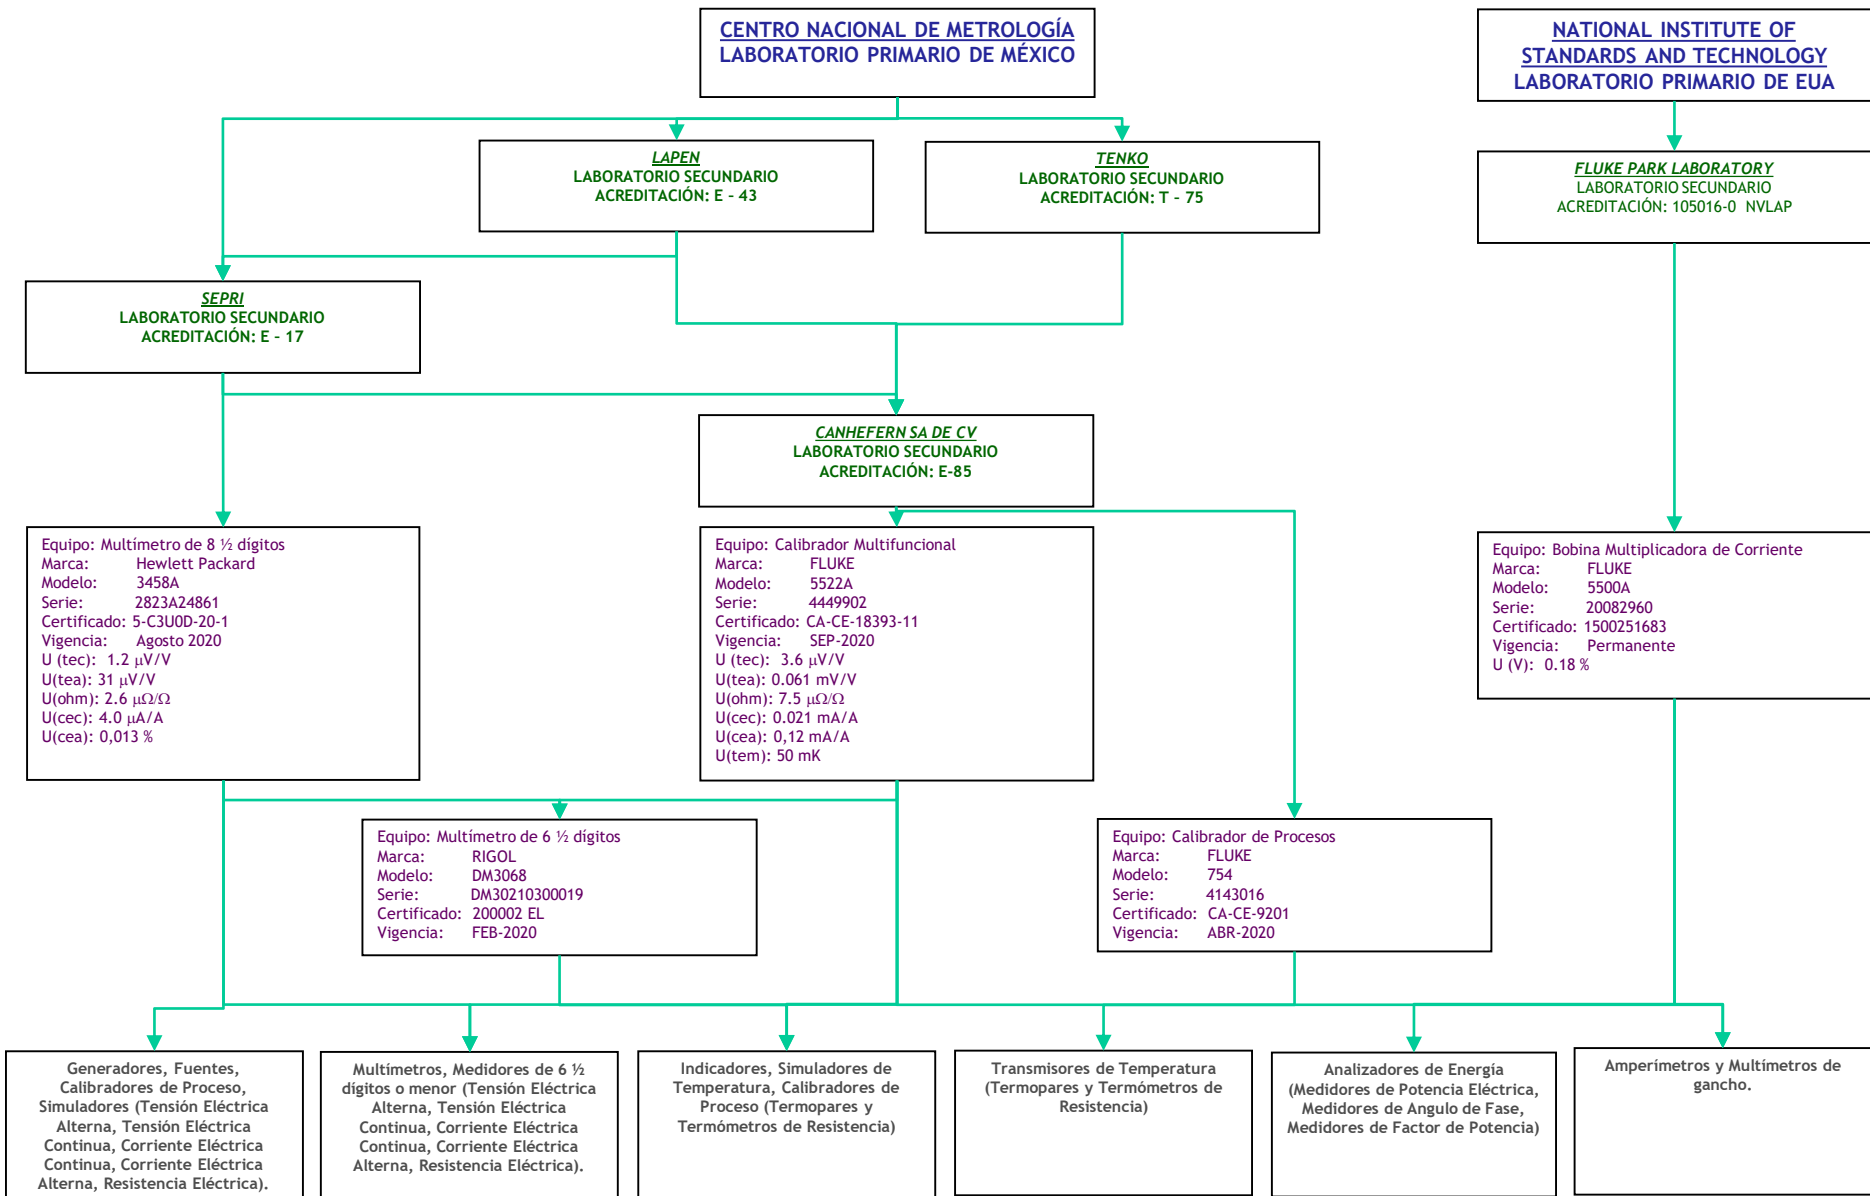 CENTRO NACIONAL DE METROLOGÍA
LABORATORIO PRIMARIO DE MÉXICO
NATIONAL INSTITUTE OF
STANDARDS AND TECHNOLOGY
LABORATORIO PRIMARIO DE EUA
LAPEN
LABORATORIO SECUNDARIO
ACREDITACIÓN: E - 43
TENKO
LABORATORIO SECUNDARIO
ACREDITACIÓN: T - 75
FLUKE PARK LABORATORY
LABORATORIO SECUNDARIO
ACREDITACIÓN: 105016-0 NVLAP
SEPRI
LABORATORIO SECUNDARIO
ACREDITACIÓN: E - 17
CANHEFERN SA DE CV
LABORATORIO SECUNDARIO
ACREDITACIÓN: E-85
Equipo: Multímetro de 8 ½ dígitos
Marca: Hewlett Packard
Modelo: 3458A
Serie: 2823A24861
Certificado: 5-C3U0D-20-1
Vigencia: Agosto 2020
U (tec): 1.2 µV/V
U(tea): 31 µV/V
U(ohm): 2.6 µΩ/Ω
U(cec): 4.0 µA/A
U(cea): 0,013 %
Equipo: Calibrador Multifuncional
Marca: FLUKE
Modelo: 5522A
Serie: 4449902
Certificado: CA-CE-18393-11
Vigencia: SEP-2020
U (tec): 3.6 µV/V
U(tea): 0.061 mV/V
U(ohm): 7.5 µΩ/Ω
U(cec): 0.021 mA/A
U(cea): 0,12 mA/A
U(tem): 50 mK
Equipo: Bobina Multiplicadora de Corriente
Marca: FLUKE
Modelo: 5500A
Serie: 20082960
Certificado: 1500251683
Vigencia: Permanente
U (V): 0.18 %
Equipo: Multímetro de 6 ½ dígitos
Marca: RIGOL
Modelo: DM3068
Serie: DM30210300019
Certificado: 200002 EL
Vigencia: FEB-2020
Equipo: Calibrador de Procesos
Marca: FLUKE
Modelo: 754
Serie: 4143016
Certificado: CA-CE-9201
Vigencia: ABR-2020
Generadores, Fuentes,
Calibradores de Proceso,
Simuladores (Tensión Eléctrica
Alterna, Tensión Eléctrica
Continua, Corriente Eléctrica
Continua, Corriente Eléctrica
Alterna, Resistencia Eléctrica).
Multímetros, Medidores de 6 ½
dígitos o menor (Tensión Eléctrica
Alterna, Tensión Eléctrica
Continua, Corriente Eléctrica
Continua, Corriente Eléctrica
Alterna, Resistencia Eléctrica).
Indicadores, Simuladores de
Temperatura, Calibradores de
Proceso (Termopares y
Termómetros de Resistencia)
Transmisores de Temperatura
(Termopares y Termómetros de
Resistencia)
Analizadores de Energía
(Medidores de Potencia Eléctrica,
Medidores de Angulo de Fase,
Medidores de Factor de Potencia)
Amperímetros y Multímetros de
gancho.